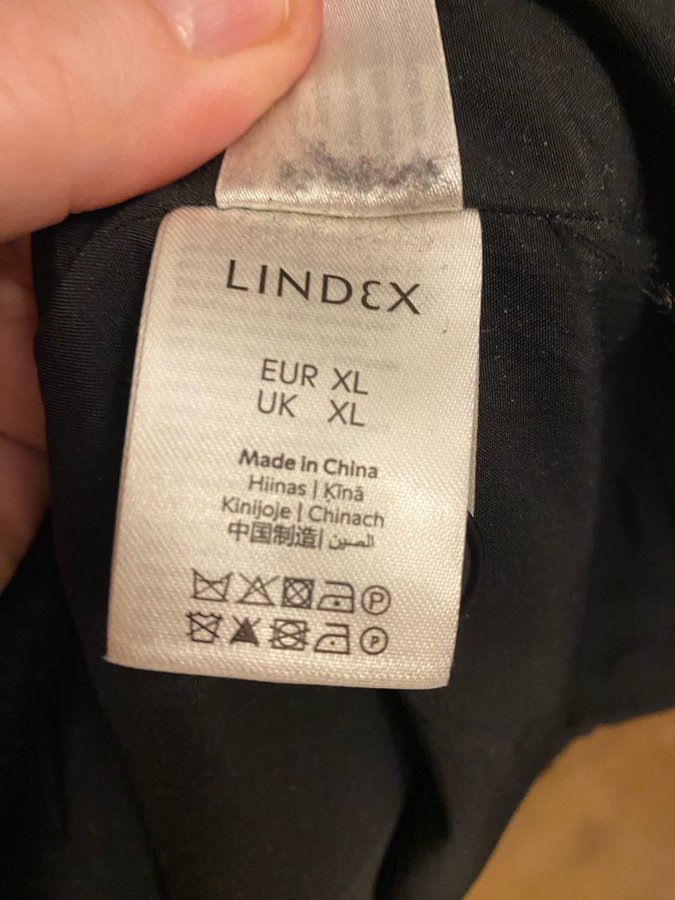 LINDEX
EUR XL
UK XL
Made in China
Hiinas | Ķīnā
Kinijoje | Chinach
中国制造 | الصين
P
P